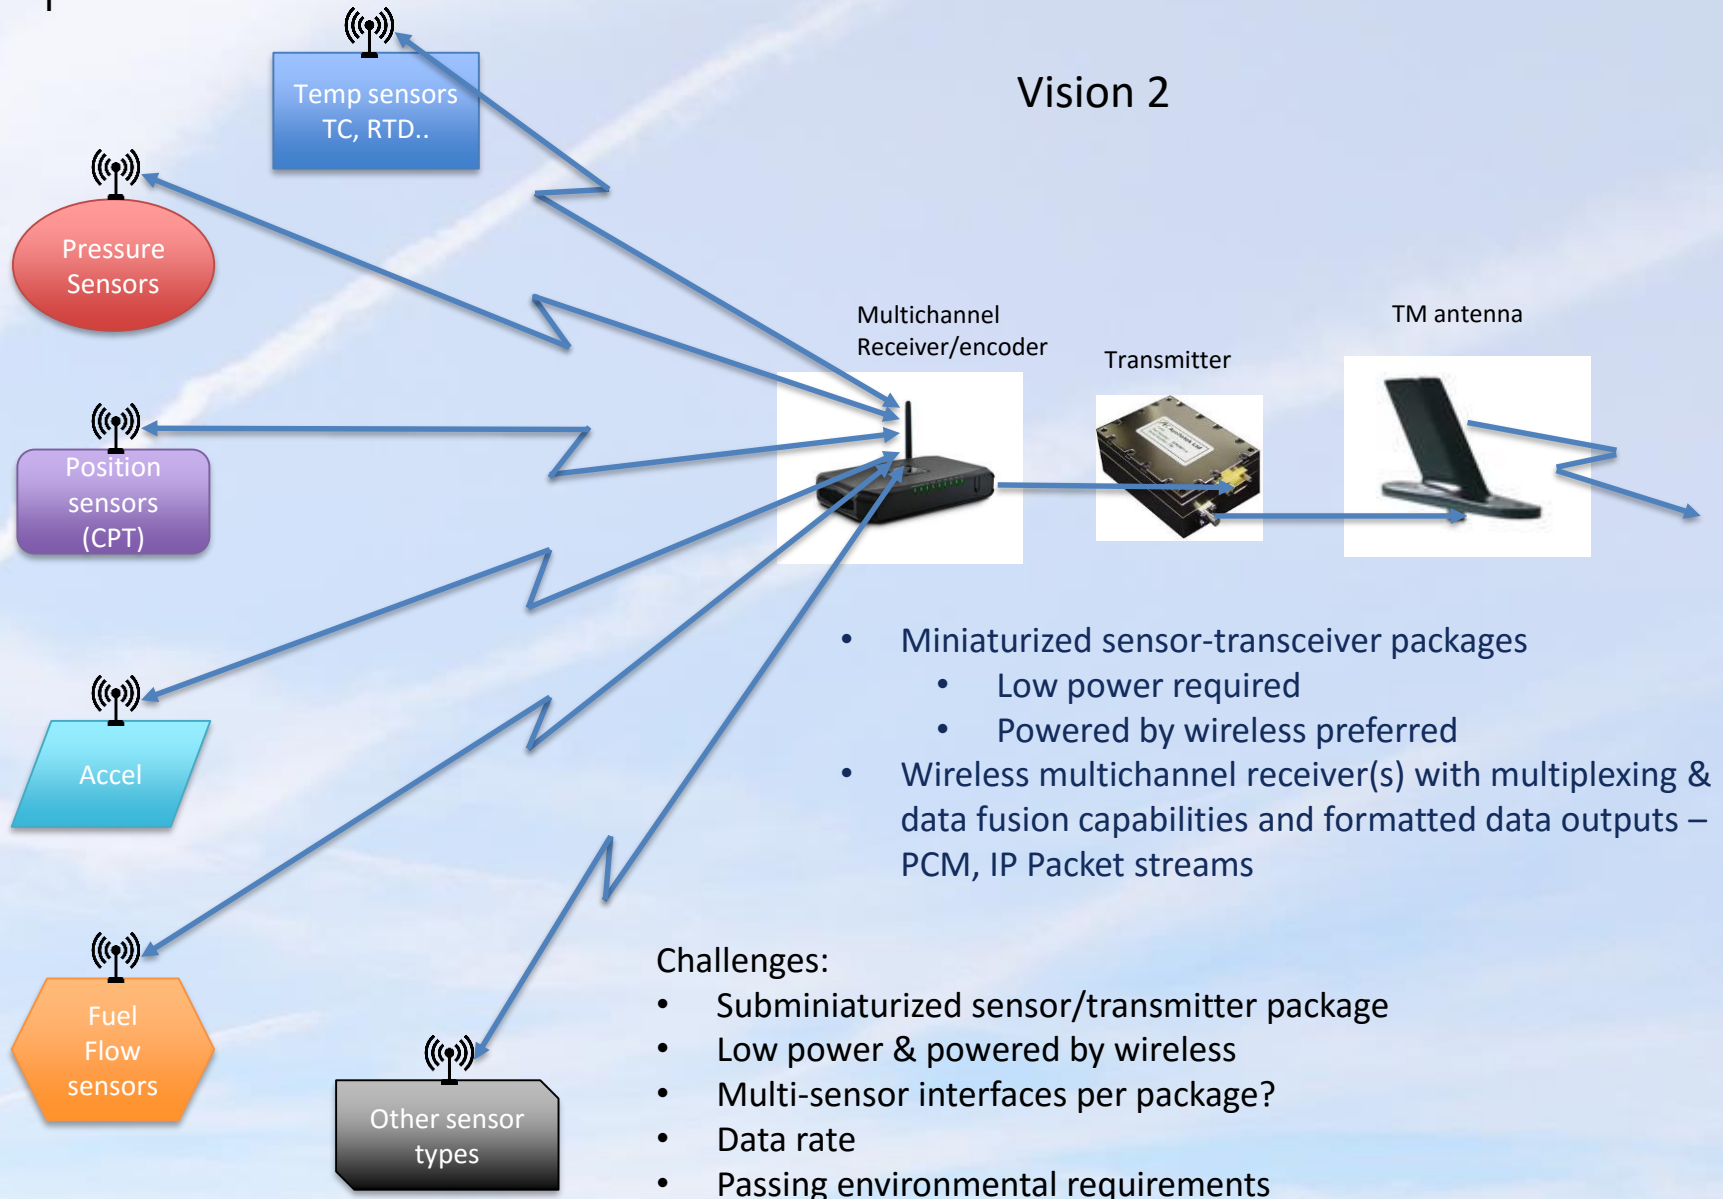 Vision 2
Temp sensors
TC, RTD..
Pressure
Sensors
Position
sensors
(CPT)
Accel
Fuel
Flow
sensors
Other sensor
types
Multichannel
Receiver/encoder
Transmitter
TM antenna
• Miniaturized sensor-transceiver packages
• Low power required
• Powered by wireless preferred
• Wireless multichannel receiver(s) with multiplexing &
data fusion capabilities and formatted data outputs –
PCM, IP Packet streams
Challenges:
• Subminiaturized sensor/transmitter package
• Low power & powered by wireless
• Multi-sensor interfaces per package?
• Data rate
• Passing environmental requirements